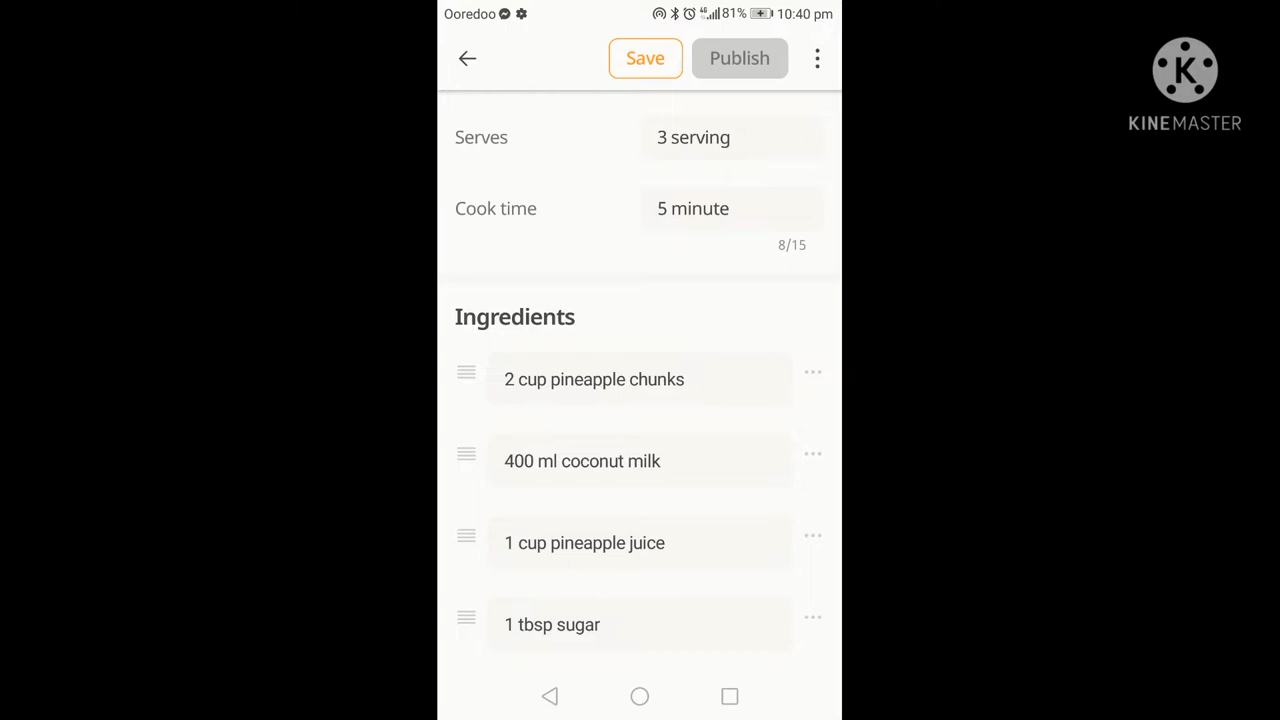 Ooredoo 4G 81% 10:40 pm
Save Publish
K
KINEMASTER
Serves 3 serving
Cook time 5 minute
8/15
Ingredients
2 cup pineapple chunks
400 ml coconut milk
1 cup pineapple juice
1 tbsp sugar